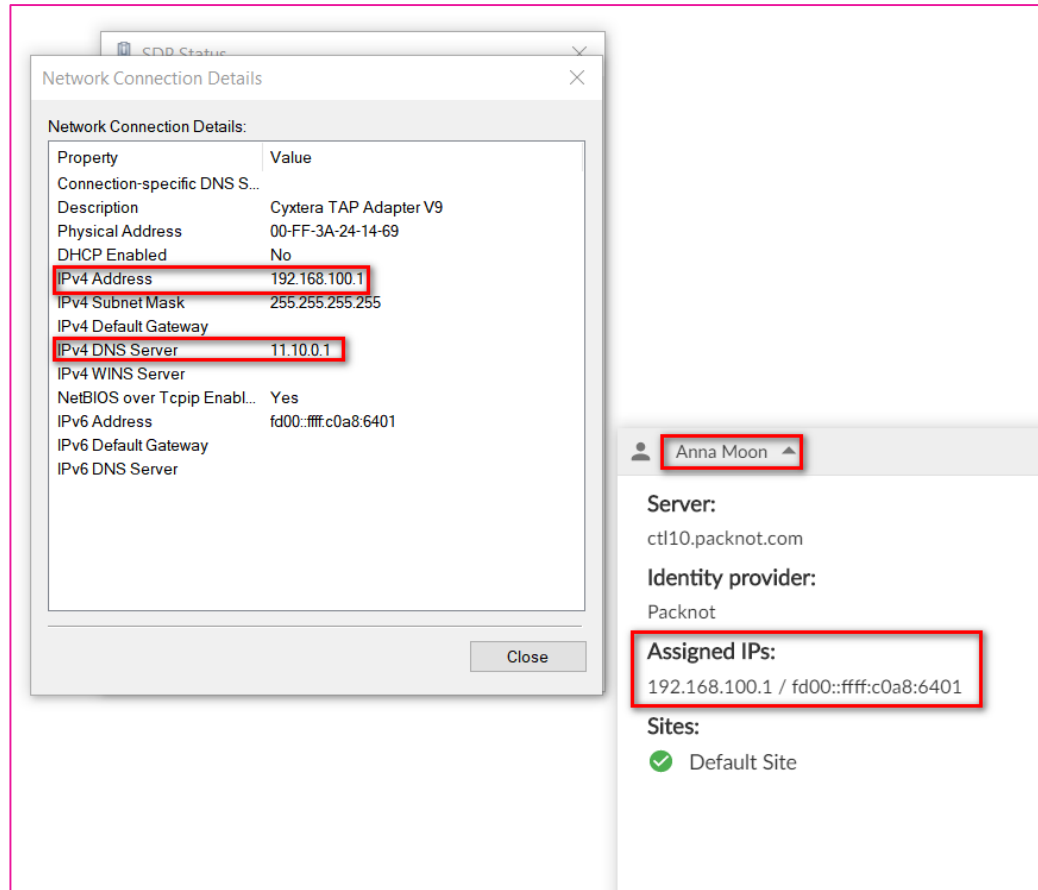 SDP Status
Network Connection Details
Network Connection Details:
Property Value
Connection-specific DNS S...
Description Cyxtera TAP Adapter V9
Physical Address 00-FF-3A-24-14-69
DHCP Enabled No
IPv4 Address 192.168.100.1
IPv4 Subnet Mask 255.255.255.255
IPv4 Default Gateway
IPv4 DNS Server 11.10.0.1
IPv4 WINS Server
NetBIOS over Tcpip Enabl... Yes
IPv6 Address fd00::ffff:c0a8:6401
IPv6 Default Gateway
IPv6 DNS Server
Close
Anna Moon
Server:
ctl10.packnot.com
Identity provider:
Packnot
Assigned IPs:
192.168.100.1 / fd00::ffff:c0a8:6401
Sites:
Default Site